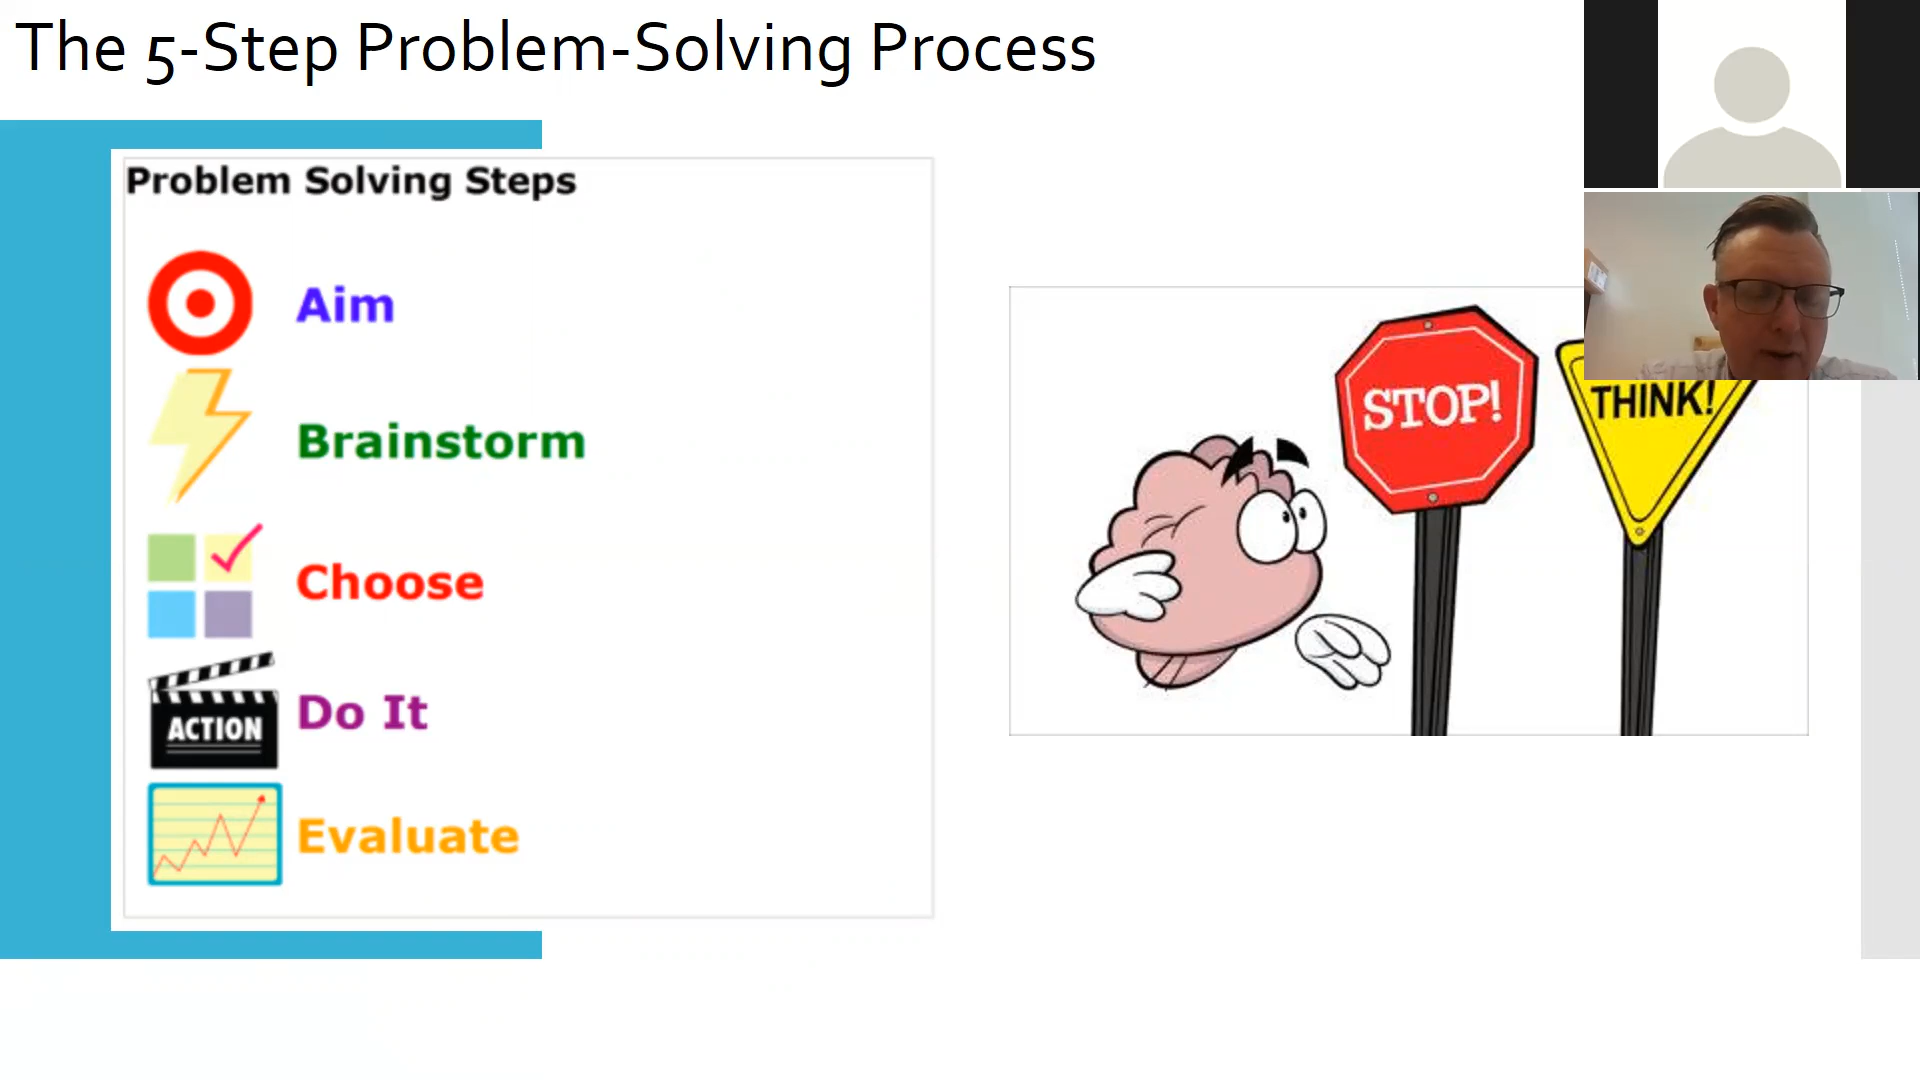 The 5-Step Problem-Solving Process
Problem Solving Steps
Aim
Brainstorm
Choose
ACTION
Do It
Evaluate
STOP!
THINK!